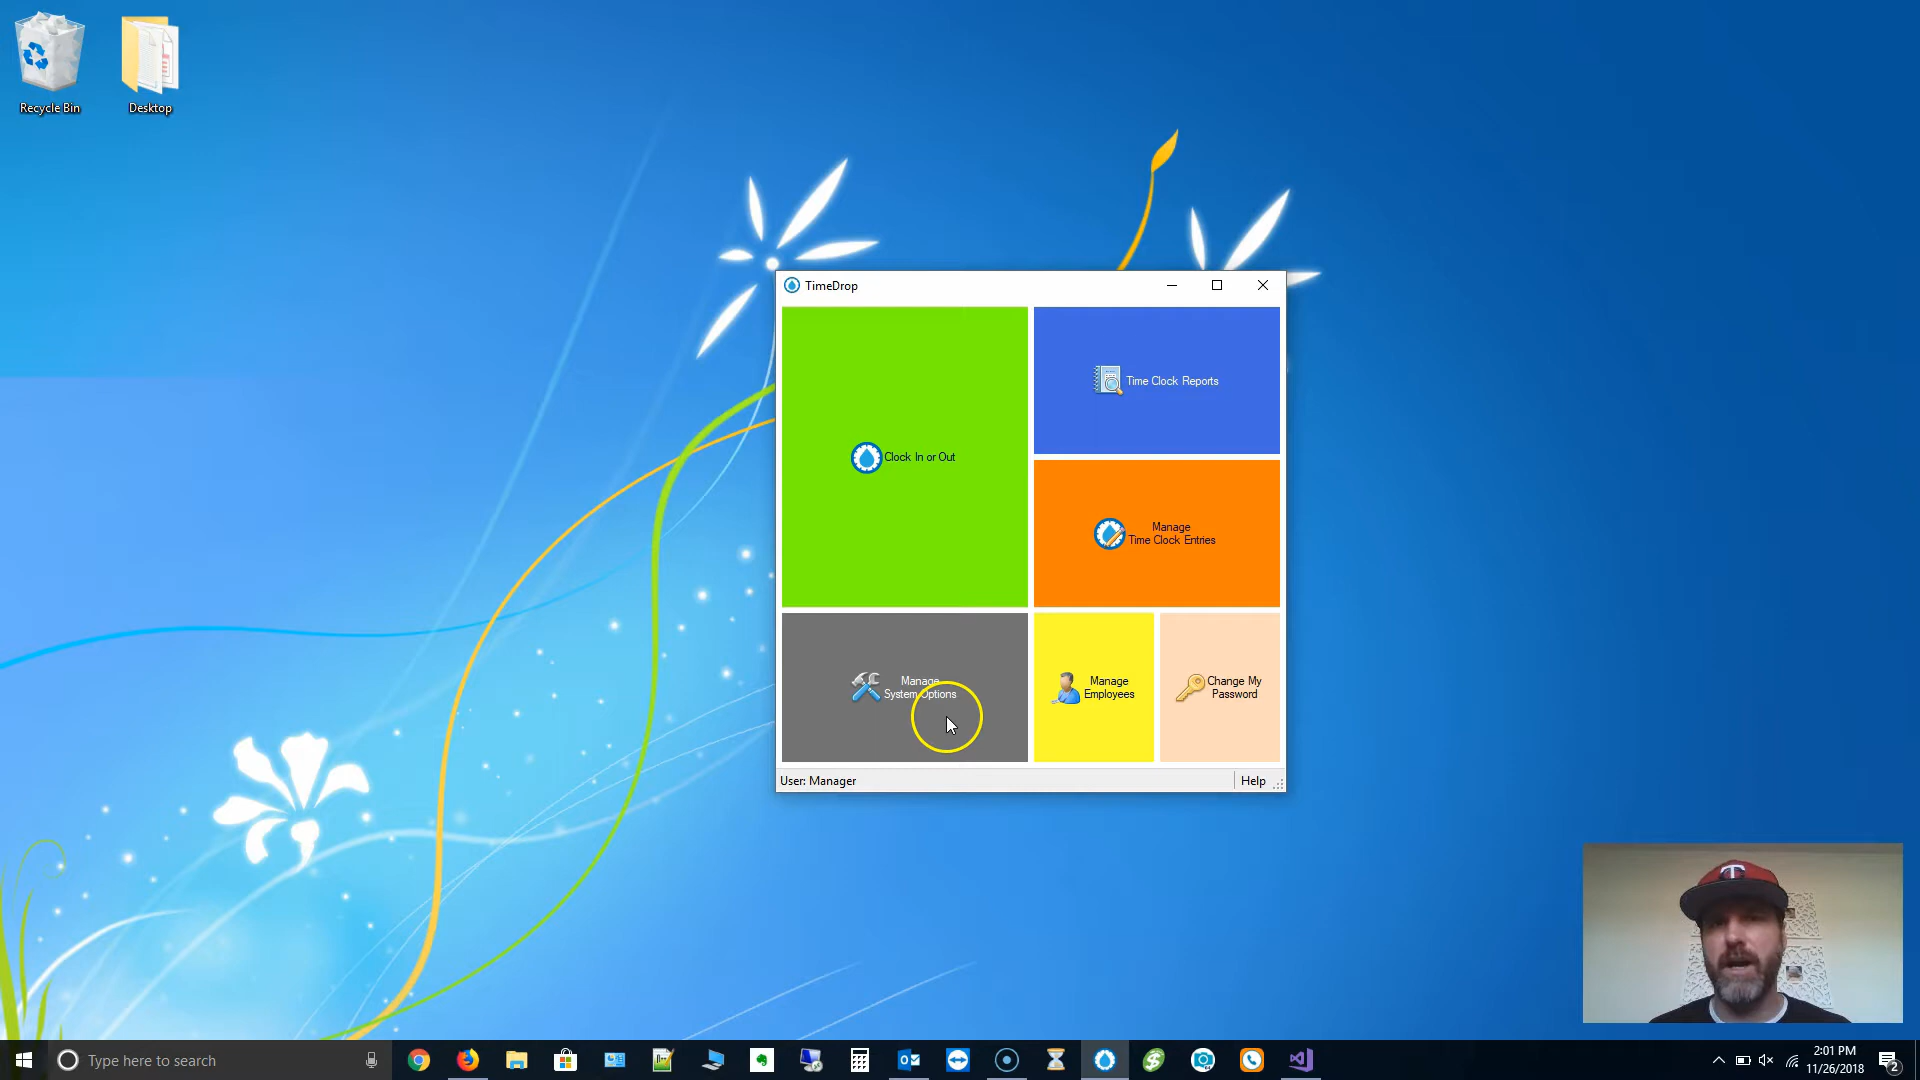 Recycle Bin
Desktop
TimeDrop
Clock In or Out
Time Clock Reports
Manage
Time Clock Entries
Manage
System Options
Manage
Employees
Change My
Password
User: Manager
Help
T
Type here to search
2:01 PM
11/26/2018
2